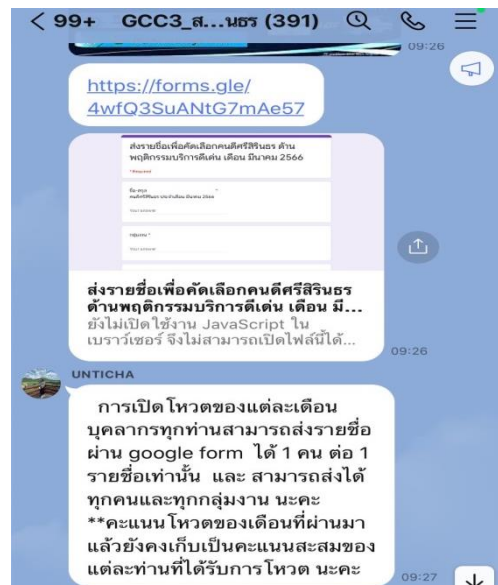 < 99+ GCC3_ส...นธร (391)
09:26
https://forms.gle/
4wfQ3SuANtG7mAe57
ส่งรายชื่อเพื่อคัดเลือกคนดีศรีสิรินธร ด้าน
พฤติกรรมบริการดีเด่น เดือน มีนาคม 2566
ส่งรายชื่อเพื่อคัดเลือกคนดีศรีสิรินธร
ด้านพฤติกรรมบริการดีเด่น เดือน มี...
ยังไม่เปิดใช้งาน JavaScript ใน
เบราว์เซอร์ จึงไม่สามารถเปิดไฟล์นี้ได้...
09:26
UNTICHA
การเปิดโหวตของแต่ละเดือน
บุคลากรทุกท่านสามารถส่งรายชื่อ
ผ่าน google form ได้ 1 คน ต่อ 1
รายชื่อเท่านั้น และ สามารถส่งได้
ทุกคนและทุกกลุ่มงาน นะคะ
**คะแนนโหวตของเดือนที่ผ่านมา
แล้วยังคงเก็บเป็นคะแนนสะสมของ
แต่ละท่านที่ได้รับการโหวต นะคะ
09:27